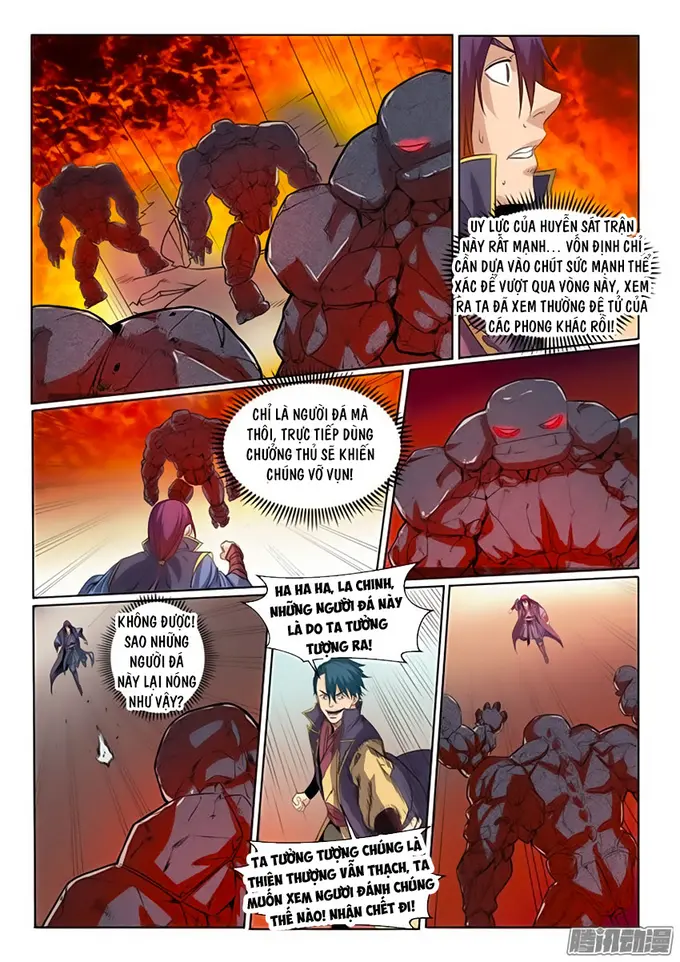 UY LỰC CỦA HUYỄN SÁT TRẬN
NÀY RẤT MẠNH... VỐN ĐỊNH CHỈ
CẦN DỰA VÀO CHÚT SỨC MẠNH THỂ
XÁC ĐỂ VƯỢT QUA VÒNG NÀY, XEM
RA TA ĐÃ XEM THƯỜNG ĐỆ TỬ CỦA
CÁC PHONG KHÁC RỒI!!
CHỈ LÀ NGƯỜI ĐÁ MÀ
THÔI, TRỰC TIẾP DÙNG
CHƯỞNG THỦ SẼ KHIẾN
CHÚNG VỠ VỤN!
KHÔNG ĐƯỢC!
SAO NHỮNG
NGƯỜI ĐÁ
NÀY LẠI NÓNG
NHƯ VẬY?
HA HA HA, LA CHINH,
NHỮNG NGƯỜI ĐÁ NÀY
LÀ DO TA TƯỞNG
TƯỢNG RA!
TA TƯỞNG TƯỢNG CHÚNG LÀ
THIÊN THƯỢNG VẪN THẠCH, TA
MUỐN XEM NGƯƠI ĐÁNH CHÚNG
THẾ NÀO! NHẬN CHẾT ĐI!
腾讯动漫